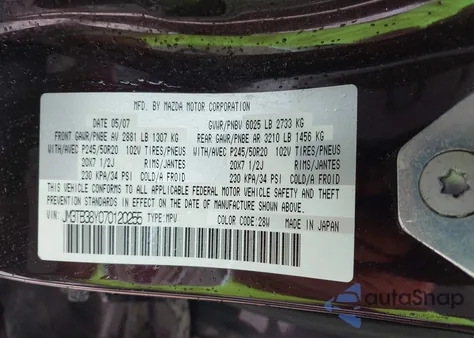 MFD. BY MAZDA MOTOR CORPORATION
DATE 05/07 GVWR/PNBV 6025 LB 2733 KG
FRONT GAWR/PNBE AV 2881 LB 1307 KG REAR GAWR/PNBE AR 3210 LB 1456 KG
WITH/AVEC P245/50R20 102V TIRES/PNEUS WITH/AVEC P245/50R20 102V TIRES/PNEUS
20X7 1/2J RIMS/JANTES 20X7 1/2J RIMS/JANTES
230 KPA/34 PSI COLD/A FROID 230 KPA/34 PSI COLD/A FROID
THIS VEHICLE CONFORMS TO ALL APPLICABLE FEDERAL MOTOR VEHICLE SAFETY AND THEFT
PREVENTION STANDARDS IN EFFECT ON THE DATE OF MANUFACTURE SHOWN ABOVE.
VIN: JM3TB38Y070120255 TYPE:MPV COLOR CODE:28W MADE IN JAPAN
autoSnap